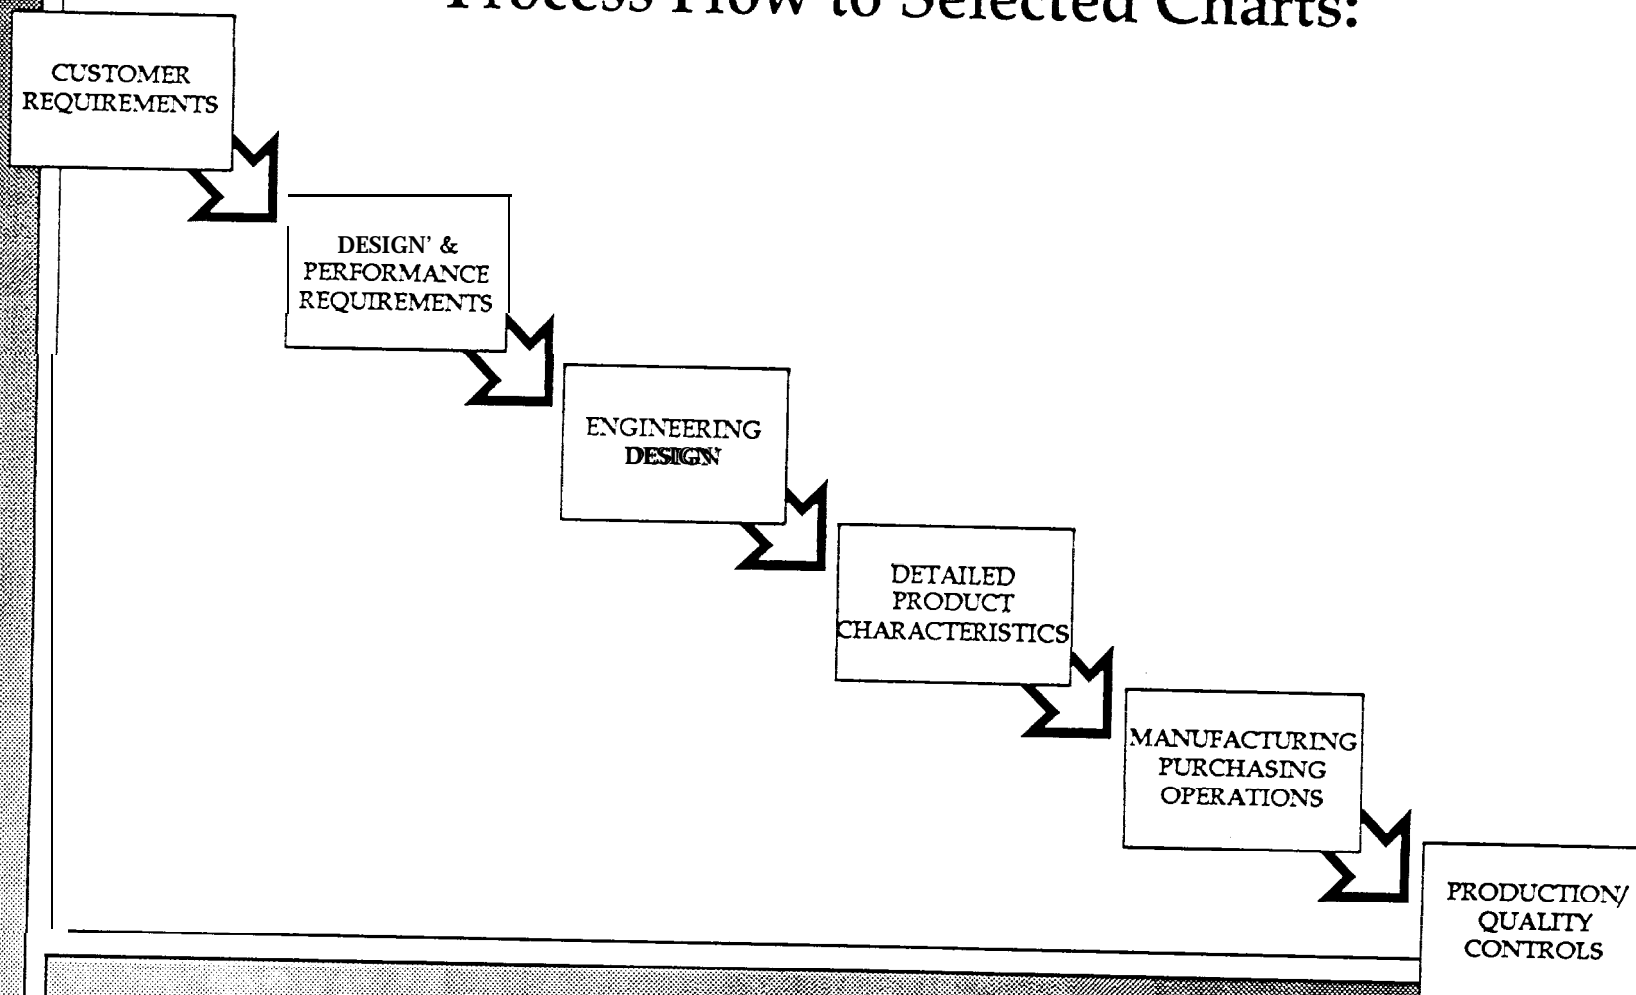 Process Flow to Selected Charts:
CUSTOMER
REQUIREMENTS
DESIGN' &
PERFORMANCE
REQUIREMENTS
ENGINEERING
DESIGN
DETAILED
PRODUCT
CHARACTERISTICS
MANUFACTURING
PURCHASING
OPERATIONS
PRODUCTION/
QUALITY
CONTROLS